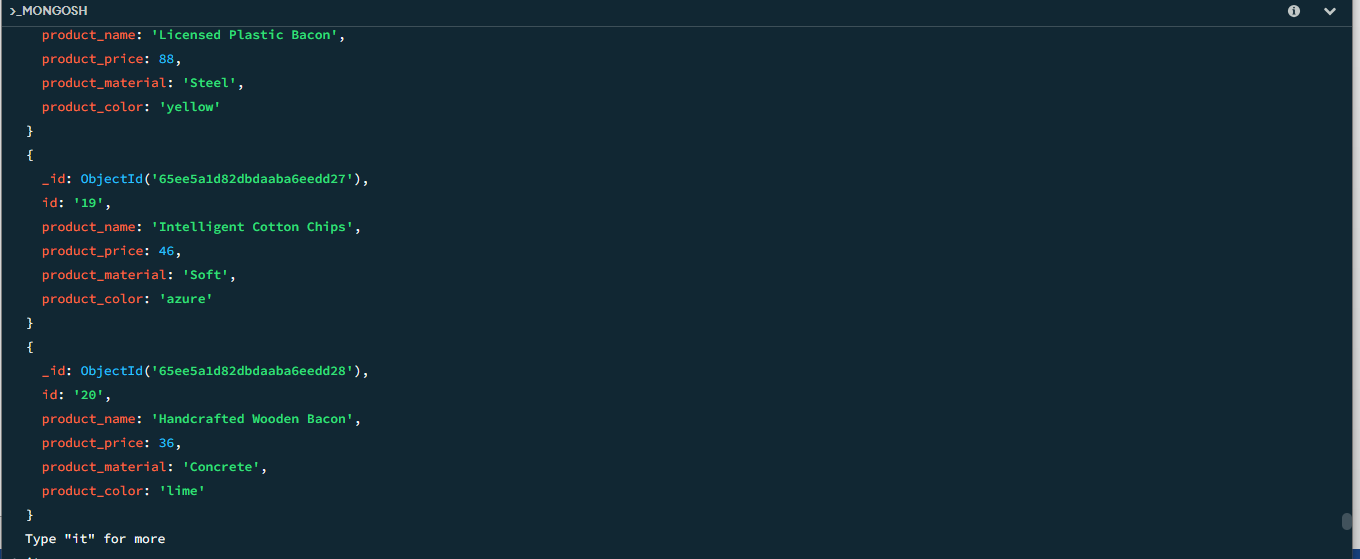 >_MONGOSH
product_name: 'Licensed Plastic Bacon',
product_price: 88,
product_material: 'Steel',
product_color: 'yellow'
}
{
_id: ObjectId('65ee5a1d82dbdaaba6eedd27'),
id: '19',
product_name: 'Intelligent Cotton Chips',
product_price: 46,
product_material: 'Soft',
product_color: 'azure'
}
{
_id: ObjectId('65ee5a1d82dbdaaba6eedd28'),
id: '20',
product_name: 'Handcrafted Wooden Bacon',
product_price: 36,
product_material: 'Concrete',
product_color: 'lime'
}
Type "it" for more